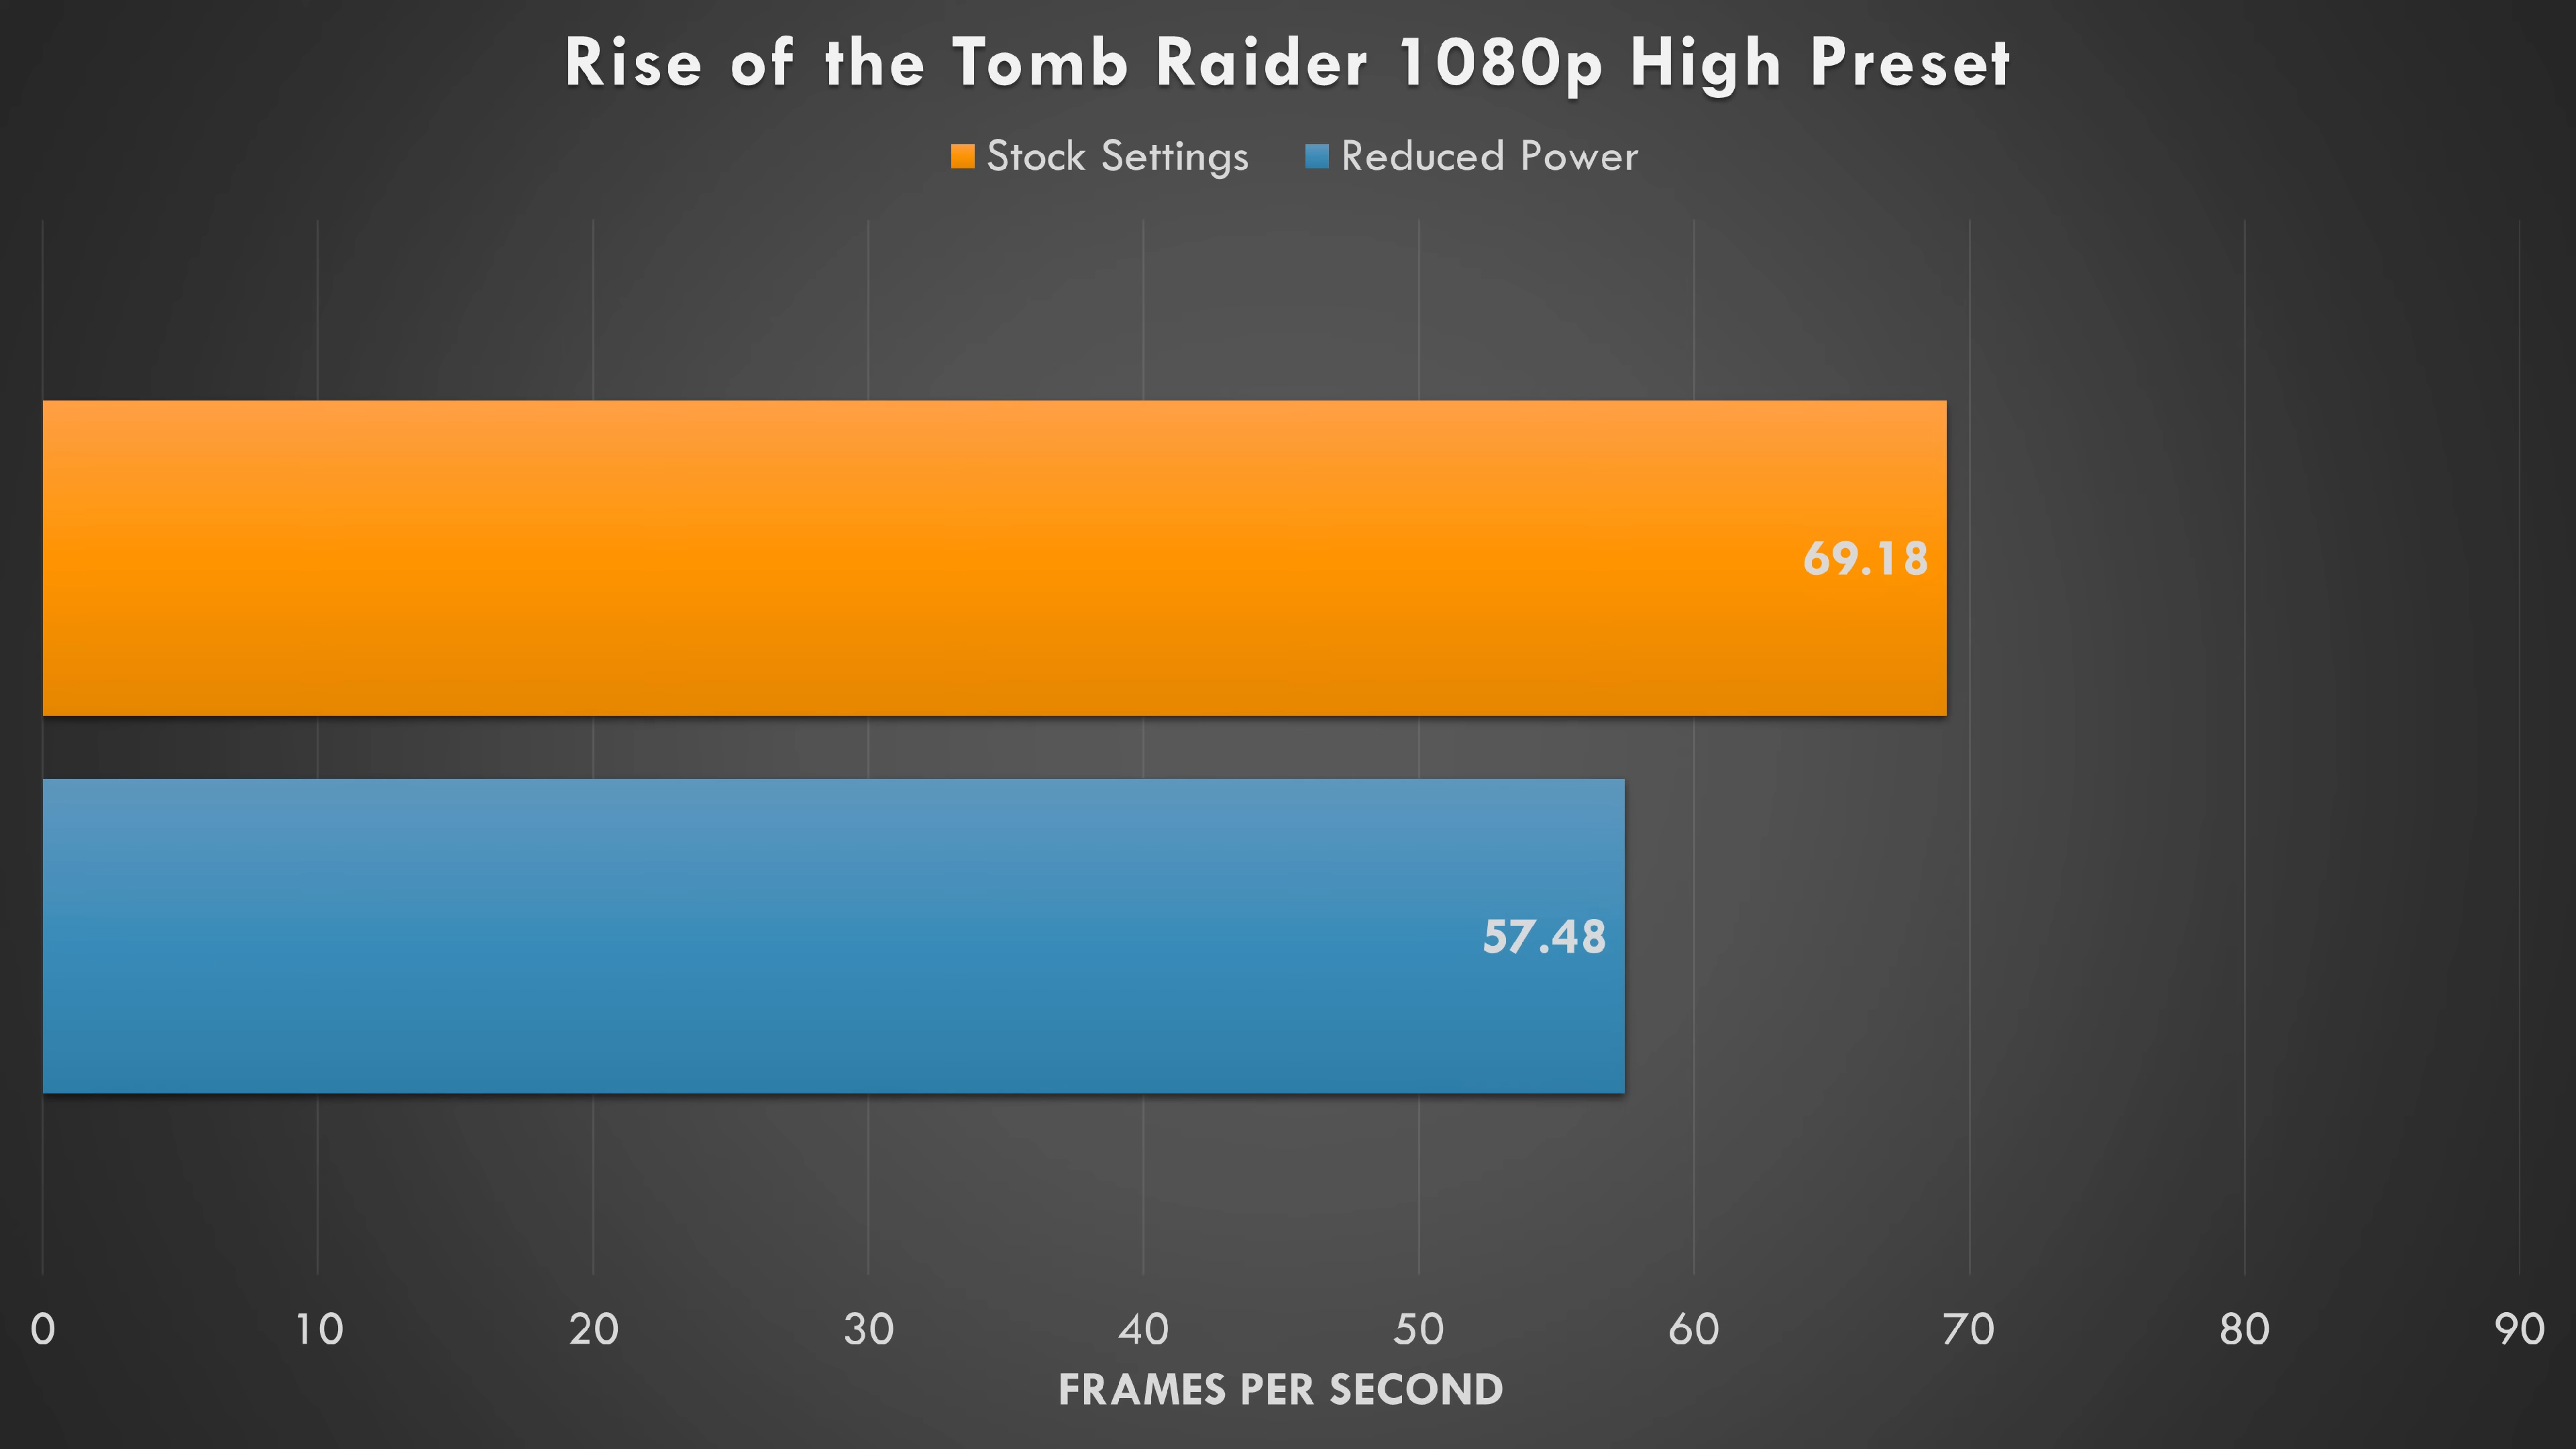 Rise of the Tomb Raider 1080p High Preset
Stock Settings Reduced Power
69.18
57.48
0 10 20 30 40 50 60 70 80 90
FRAMES PER SECOND